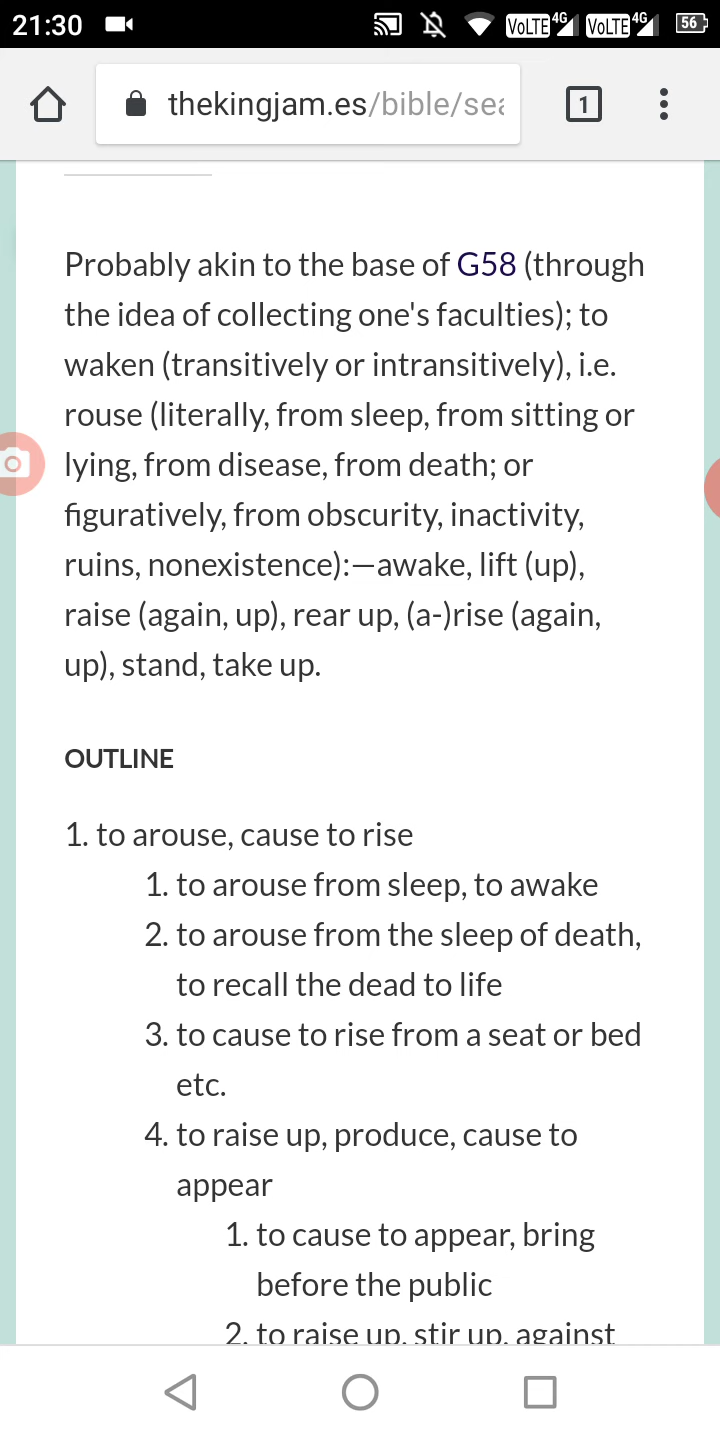 21:30
VoLTE 4G VoLTE 4G 56
thekingjam.es/bible/sea
1
Probably akin to the base of G58 (through
the idea of collecting one's faculties); to
waken (transitively or intransitively), i.e.
rouse (literally, from sleep, from sitting or
lying, from disease, from death; or
figuratively, from obscurity, inactivity,
ruins, nonexistence):—awake, lift (up),
raise (again, up), rear up, (a-)rise (again,
up), stand, take up.
OUTLINE
1. to arouse, cause to rise
1. to arouse from sleep, to awake
2. to arouse from the sleep of death,
to recall the dead to life
3. to cause to rise from a seat or bed
etc.
4. to raise up, produce, cause to
appear
1. to cause to appear, bring
before the public
2. to raise up, stir up, against